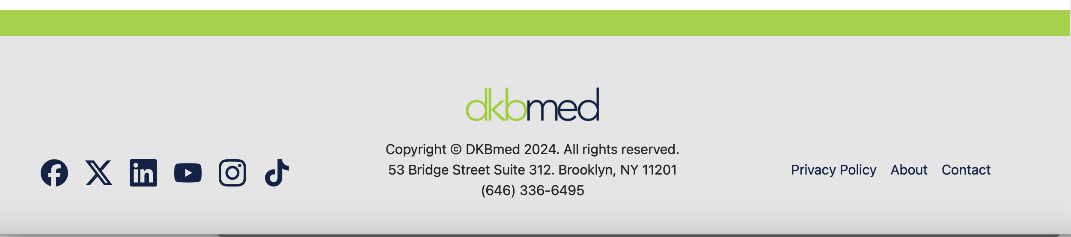 dkbmed
Copyright © DKBmed 2024. All rights reserved.
53 Bridge Street Suite 312. Brooklyn, NY 11201
(646) 336-6495
Privacy Policy About Contact